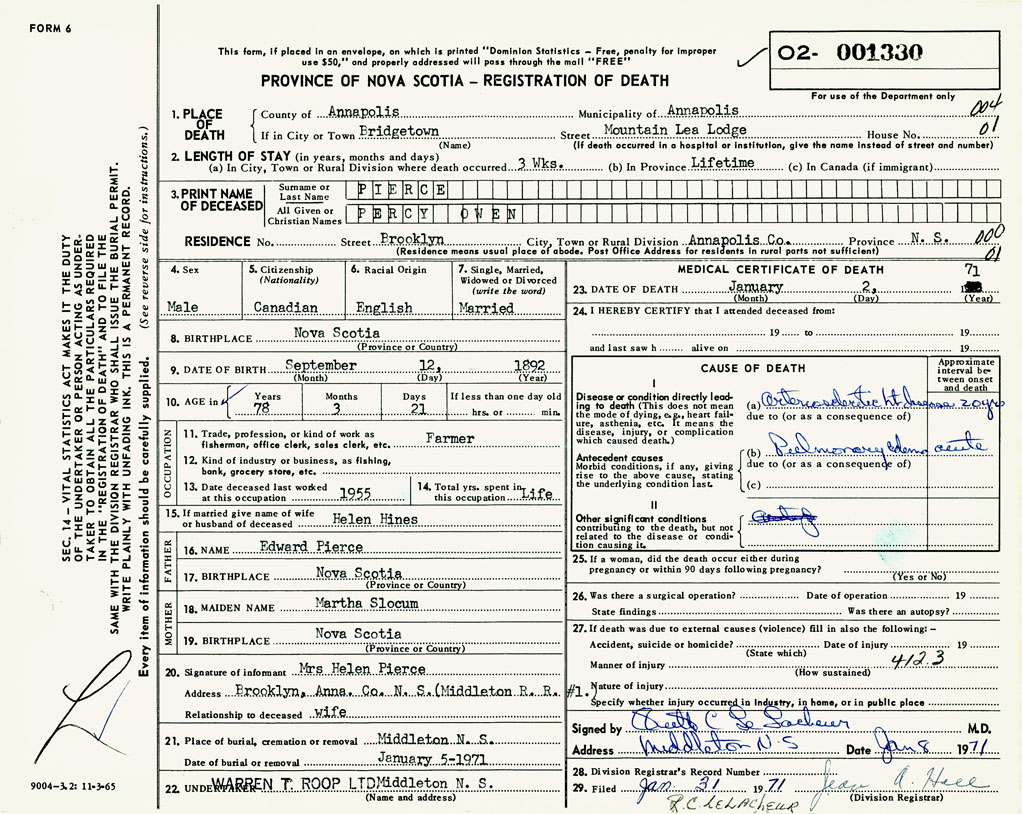 FORM 6
This form, if placed in an envelope, on which is printed "Dominion Statistics – Free, penalty for improper
use $50," and properly addressed will pass through the mail "FREE"
02- 001330
PROVINCE OF NOVA SCOTIA – REGISTRATION OF DEATH
For use of the Department only
1. PLACE OF DEATH
County of Annapolis Municipality of Annapolis 004
If in City or Town Bridgetown Street Mountain Lea Lodge House No. 01
(Name) (If death occurred in a hospital or institution, give the name instead of street and number)
2. LENGTH OF STAY (in years, months and days)
(a) In City, Town or Rural Division where death occurred 3 Wks. (b) In Province Lifetime (c) In Canada (if immigrant)
3. PRINT NAME OF DECEASED
Surname or Last Name PIERCE
All Given or Christian Names PERCY OWEN
RESIDENCE No. Street Brooklyn City, Town or Rural Division Annapolis Co. Province N. S. 000
(Residence means usual place of abode. Post Office Address for residents in rural parts not sufficient) 01
4. Sex
Male
5. Citizenship
(Nationality)
Canadian
6. Racial Origin
English
7. Single, Married,
Widowed or Divorced
(write the word)
Married
8. BIRTHPLACE Nova Scotia
(Province or Country)
9. DATE OF BIRTH September 12, 1892
(Month) (Day) (Year)
10. AGE in Years Months Days If less than one day old
78 3 21 hrs. or min.
OCCUPATION
11. Trade, profession, or kind of work as
fisherman, office clerk, sales clerk, etc. Farmer
12. Kind of industry or business, as fishing,
bank, grocery store, etc.
13. Date deceased last worked
at this occupation 1955
14. Total yrs. spent in
this occupation Life
15. If married give name of wife
or husband of deceased Helen Hines
FATHER
16. NAME Edward Pierce
17. BIRTHPLACE Nova Scotia
(Province or Country)
MOTHER
18. MAIDEN NAME Martha Slocum
19. BIRTHPLACE Nova Scotia
(Province or Country)
20. Signature of informant Mrs Helen Pierce
Address Brooklyn, Anna. Co. N. S. (Middleton R. R. #1.)
Relationship to deceased wife
21. Place of burial, cremation or removal Middleton N. S.
Date of burial or removal January 5-1971
22. UNDERTAKER WARREN T. ROOP LTD Middleton N. S.
(Name and address)
MEDICAL CERTIFICATE OF DEATH
23. DATE OF DEATH January 2, 71
(Month) (Day) (Year)
24. I HEREBY CERTIFY that I attended deceased from:
19 to 19
and last saw h alive on 19
CAUSE OF DEATH
Approximate
interval be-
tween onset
and death
I
Disease or condition directly lead-
ing to death (This does not mean
the mode of dying, e.g., heart fail-
ure, asthenia, etc. It means the
disease, injury, or complication
which caused death.)
(a) Arteriosclerotic ht disease 20 yrs
due to (or as a consequence of)
Antecedent causes
Morbid conditions, if any, giving
rise to the above cause, stating
the underlying condition last.
(b) Pulmonary edema acute
due to (or as a consequence of)
(c)
II
Other significant conditions
contributing to the death, but not
related to the disease or condi-
tion causing it.
25. If a woman, did the death occur either during
pregnancy or within 90 days following pregnancy?
(Yes or No)
26. Was there a surgical operation? Date of operation 19
State findings Was there an autopsy?
27. If death was due to external causes (violence) fill in also the following: –
Accident, suicide or homicide? Date of injury 19
(State which)
Manner of injury 412.3
(How sustained)
Nature of injury
Specify whether injury occurred in industry, in home, or in public place
Signed by C Le Lacheur M.D.
Address Middleton N S Date Jan 8 1971
28. Division Registrar's Record Number
29. Filed Jan. 31 1971 Jean A. Hall
(Division Registrar)
R.C. LELACHEUR
SEC. 14 – VITAL STATISTICS ACT MAKES IT THE DUTY
OF THE UNDERTAKER OR PERSON ACTING AS UNDER-
TAKER TO OBTAIN ALL THE PARTICULARS REQUIRED
IN THE "REGISTRATION OF DEATH" AND TO FILE THE
SAME WITH THE DIVISION REGISTRAR WHO SHALL ISSUE THE BURIAL PERMIT.
WRITE PLAINLY WITH UNFADING INK. THIS IS A PERMANENT RECORD.
Every item of information should be carefully supplied. (See reverse side for instructions.)
9004-3.2: 11-3-65